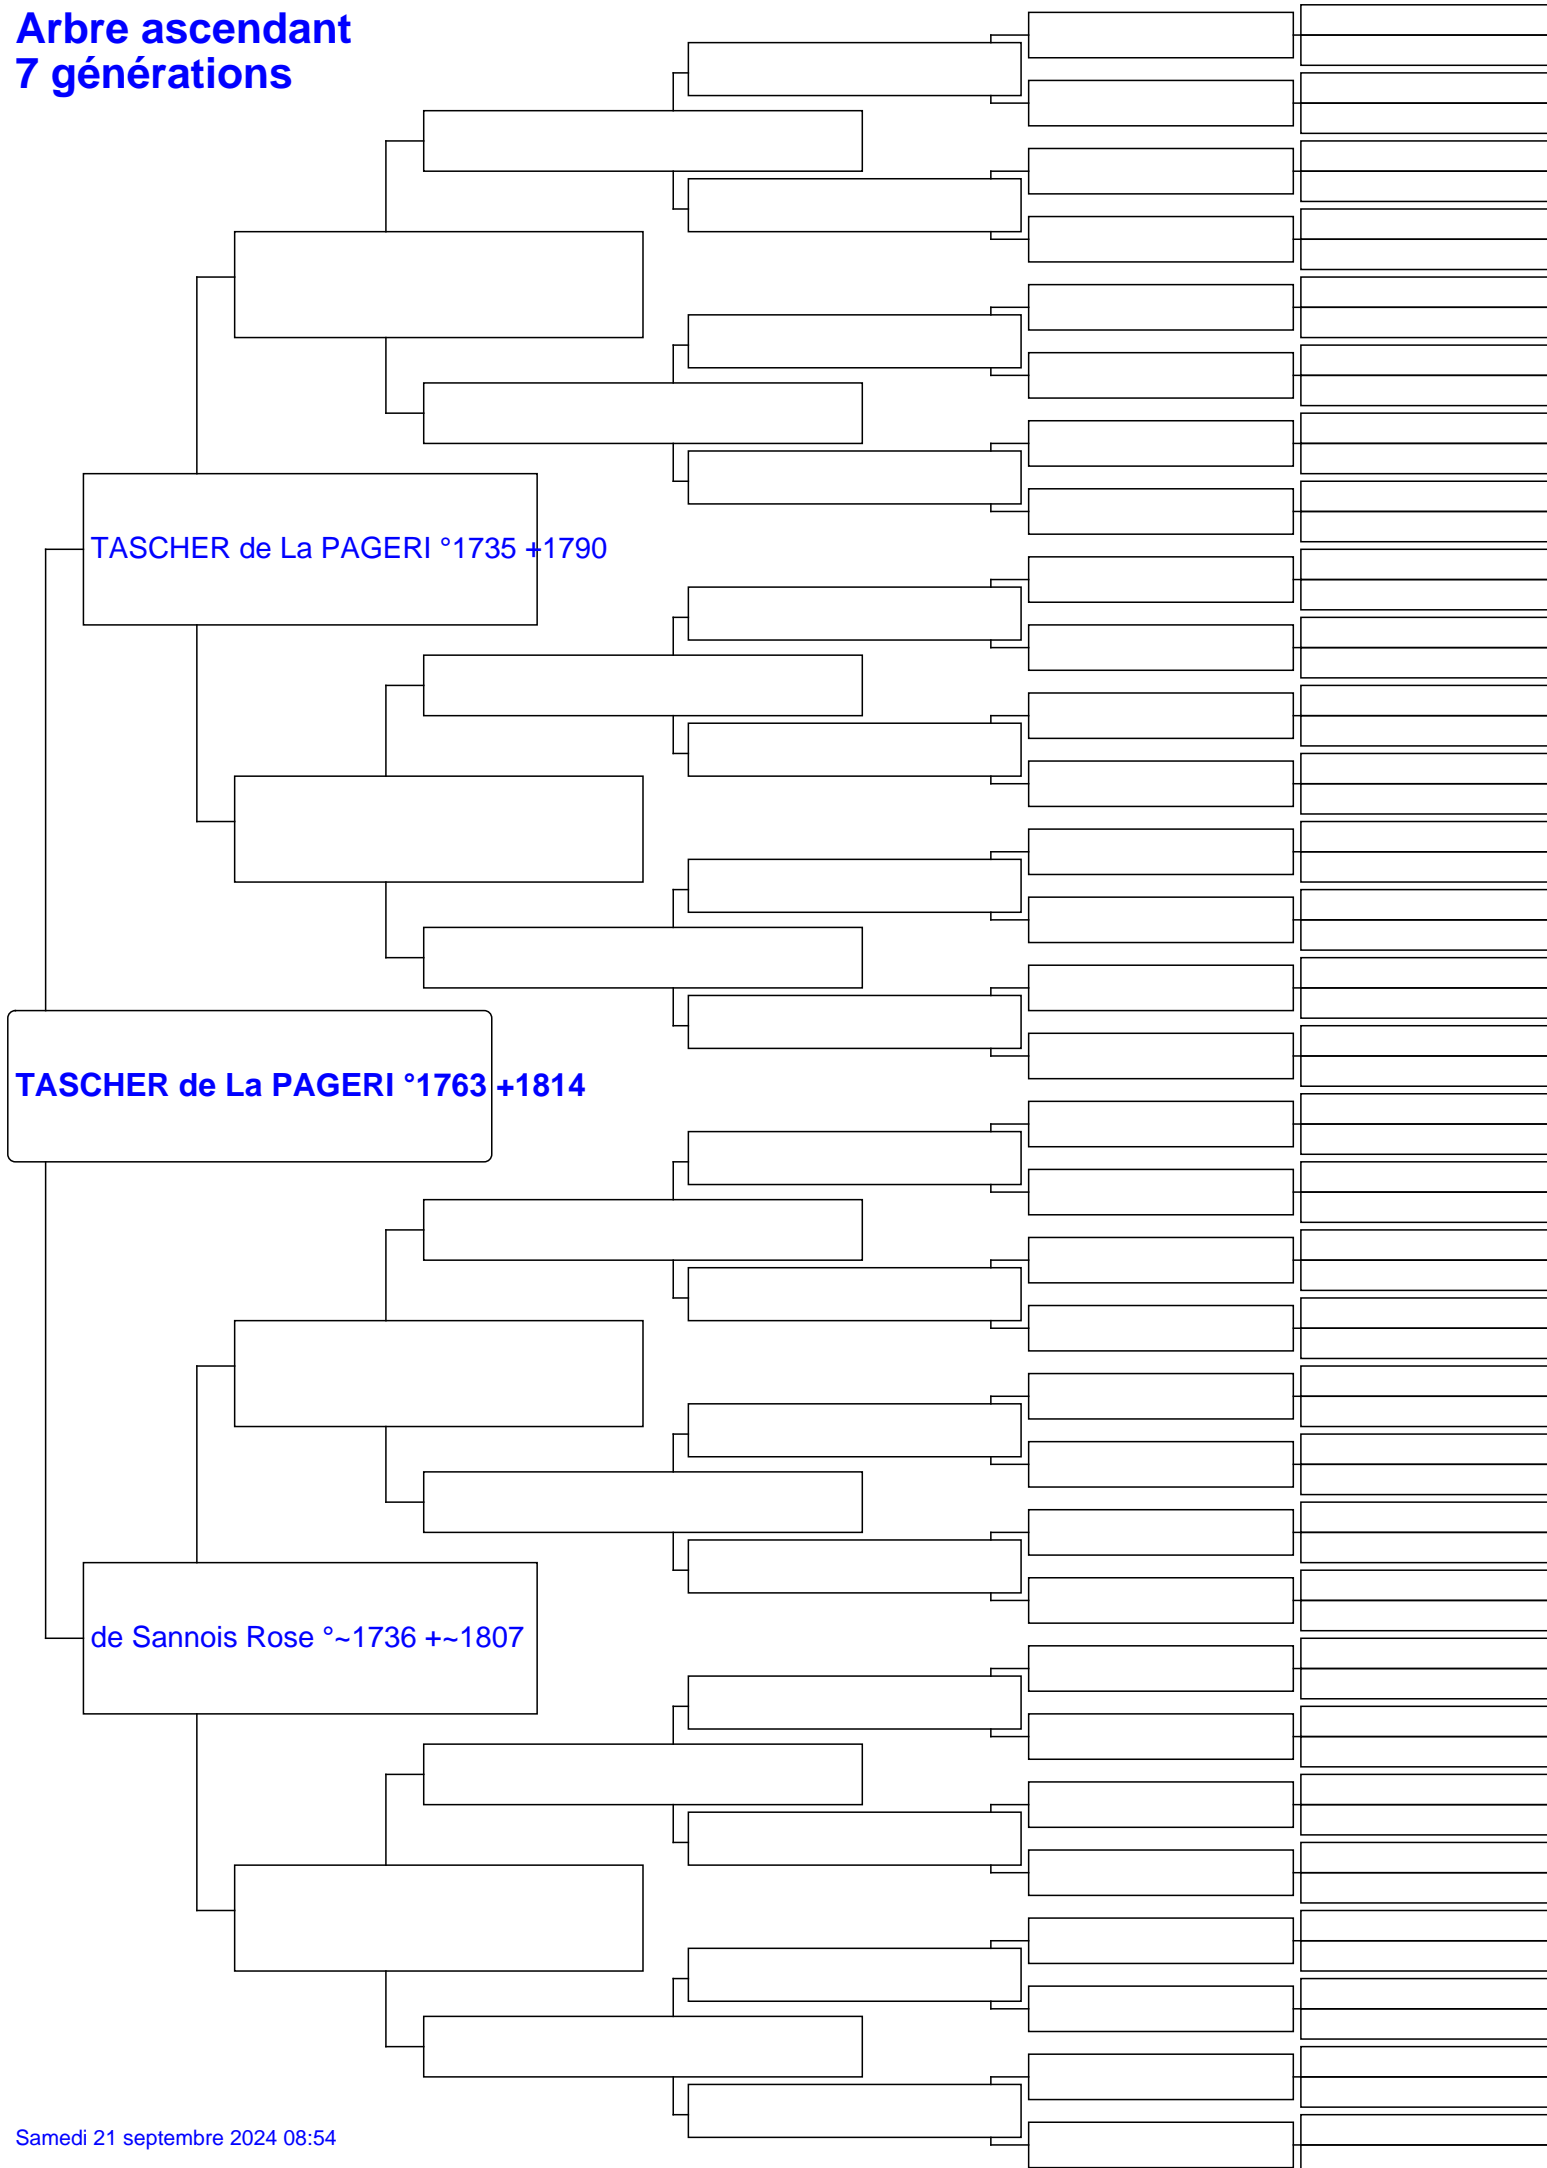 Arbre ascendant
7 générations
TASCHER de La PAGERI °1735 +1790
TASCHER de La PAGERI °1763 +1814
de Sannois Rose °~1736 +~1807
Samedi 21 septembre 2024 08:54